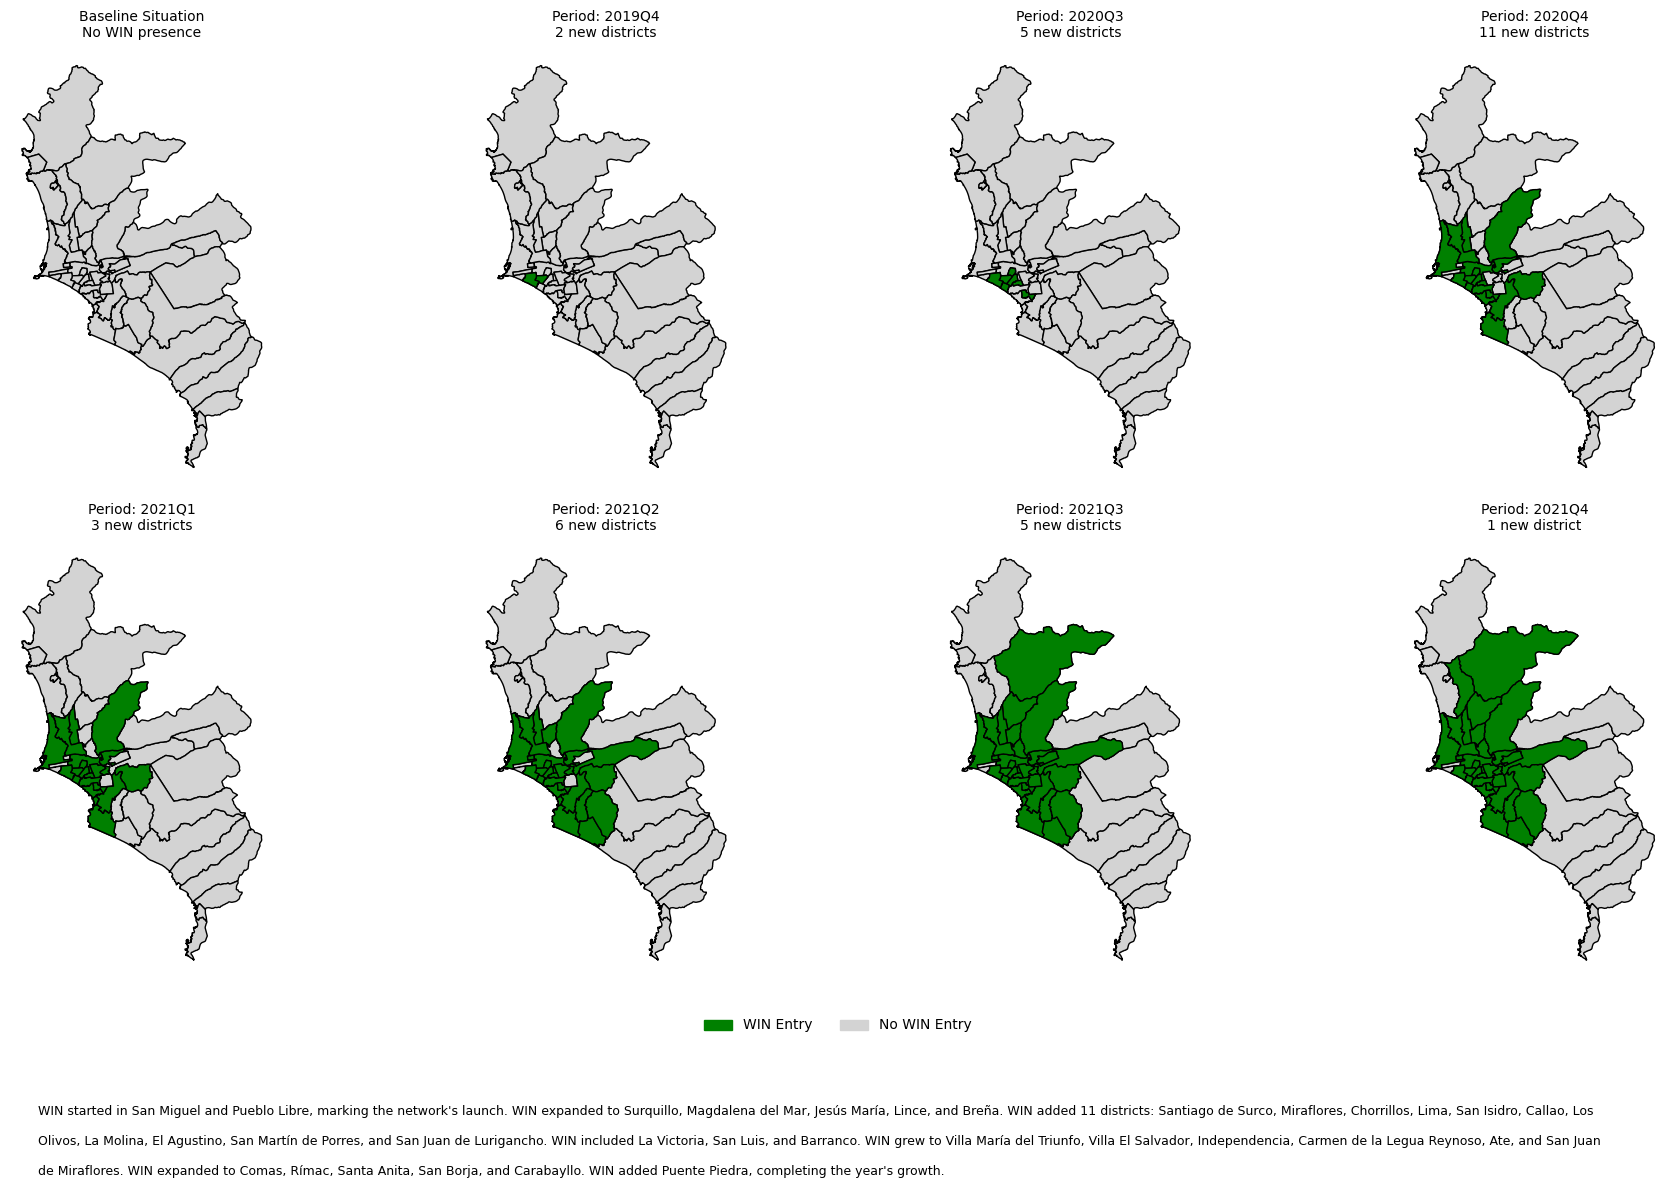 Baseline Situation
No WIN presence
Period: 2019Q4
2 new districts
Period: 2020Q3
5 new districts
Period: 2020Q4
11 new districts
Period: 2021Q1
3 new districts
Period: 2021Q2
6 new districts
Period: 2021Q3
5 new districts
Period: 2021Q4
1 new district
WIN Entry
No WIN Entry
WIN started in San Miguel and Pueblo Libre, marking the network's launch. WIN expanded to Surquillo, Magdalena del Mar, Jesús María, Lince, and Breña. WIN added 11 districts: Santiago de Surco, Miraflores, Chorrillos, Lima, San Isidro, Callao, Los
Olivos, La Molina, El Agustino, San Martín de Porres, and San Juan de Lurigancho. WIN included La Victoria, San Luis, and Barranco. WIN grew to Villa María del Triunfo, Villa El Salvador, Independencia, Carmen de la Legua Reynoso, Ate, and San Juan
de Miraflores. WIN expanded to Comas, Rímac, Santa Anita, San Borja, and Carabayllo. WIN added Puente Piedra, completing the year's growth.